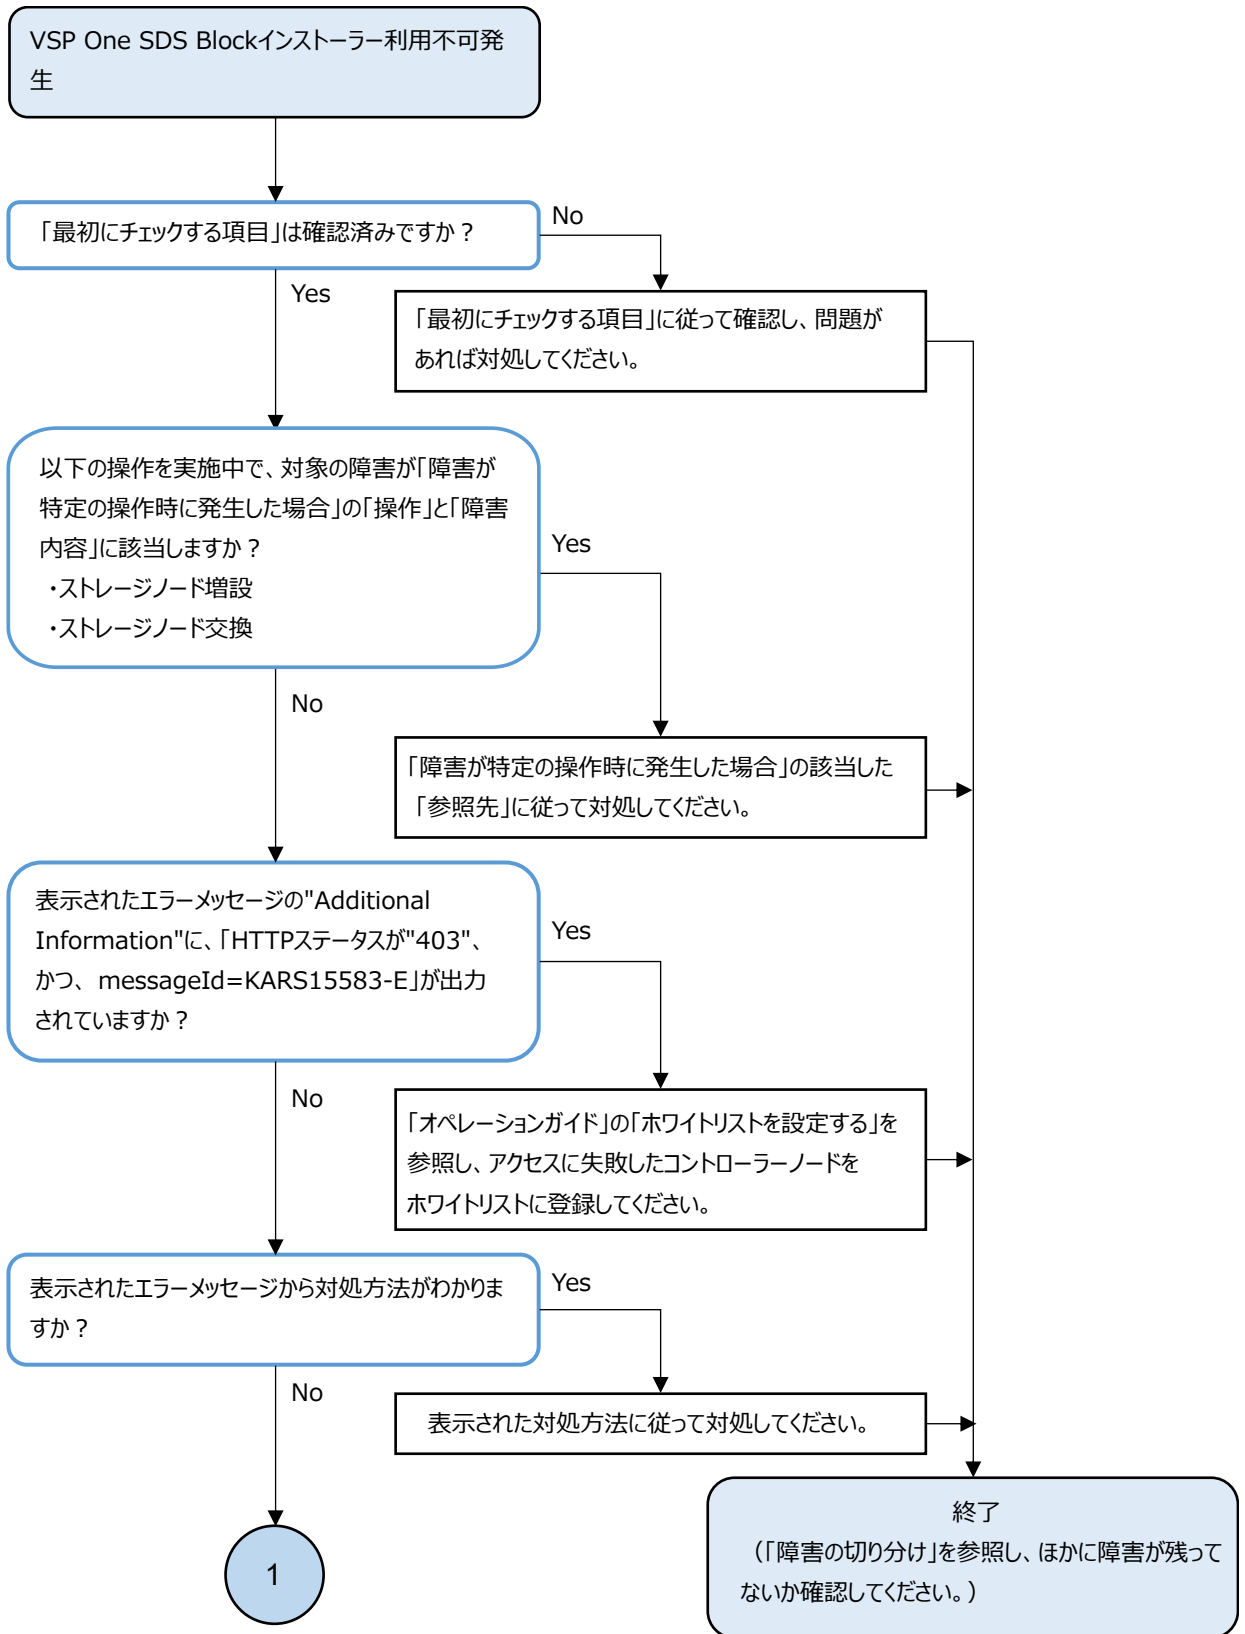 VSP One SDS Blockインストーラー利用不可発
生
「最初にチェックする項目」は確認済みですか？
No
Yes
「最初にチェックする項目」に従って確認し、問題が
あれば対処してください。
以下の操作を実施中で、対象の障害が「障害が
特定の操作時に発生した場合」の「操作」と「障害
内容」に該当しますか？
・ストレージノード増設
・ストレージノード交換
Yes
No
「障害が特定の操作時に発生した場合」の該当した
「参照先」に従って対処してください。
表示されたエラーメッセージの"Additional
Information"に、「HTTPステータスが"403"、
かつ、messageId=KARS15583-E」が出力
されていますか？
Yes
No
「オペレーションガイド」の「ホワイトリストを設定する」を
参照し、アクセスに失敗したコントローラーノードを
ホワイトリストに登録してください。
表示されたエラーメッセージから対処方法がわかりま
すか？
Yes
No
表示された対処方法に従って対処してください。
1
終了
（「障害の切り分け」を参照し、ほかに障害が残って
ないか確認してください。）